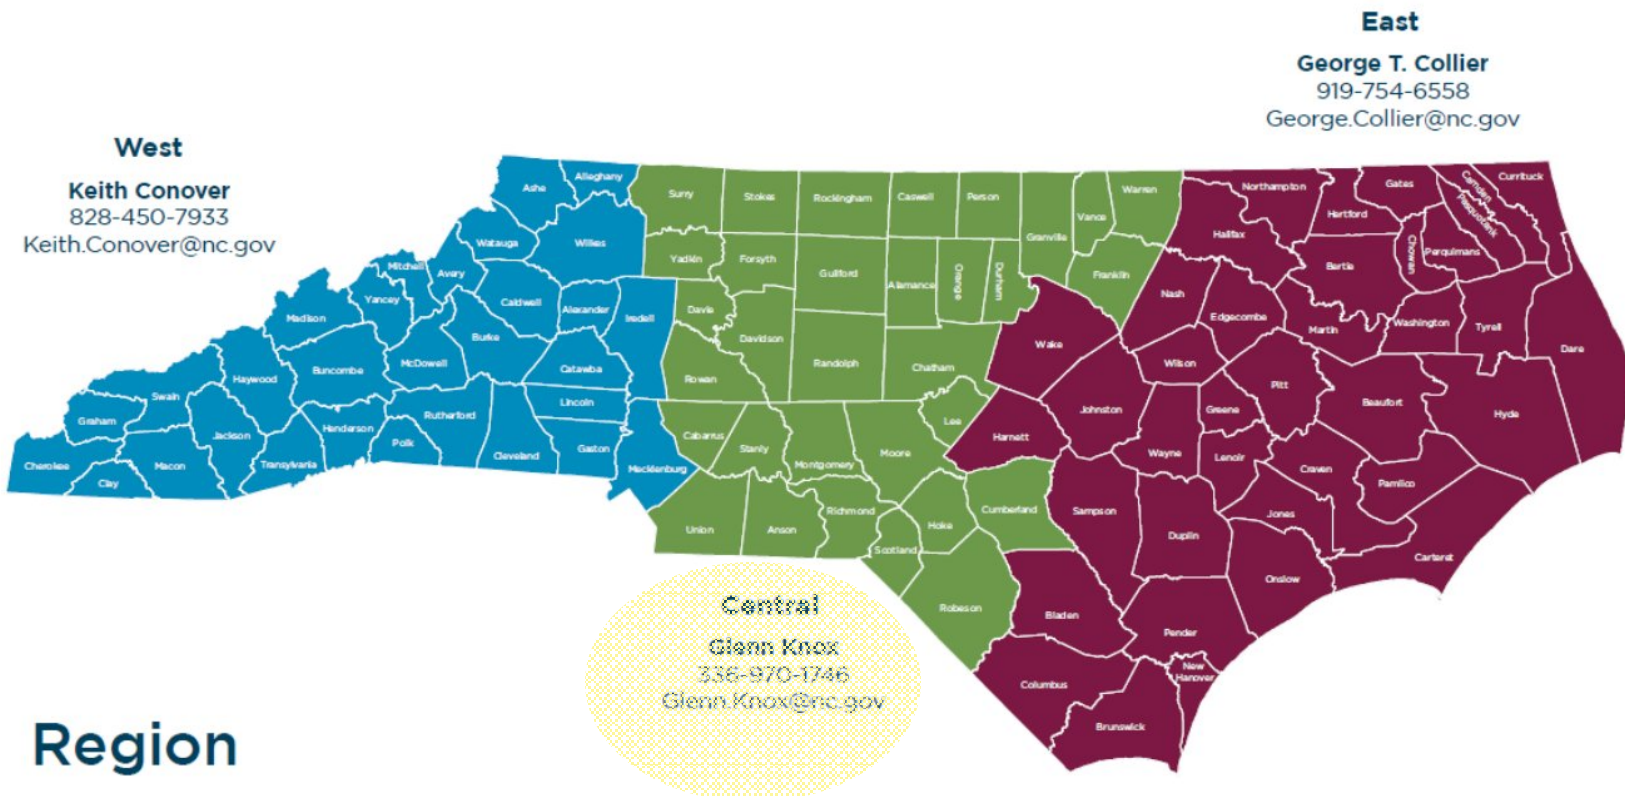 East
George T. Collier
919-754-6558
George.Collier@nc.gov
West
Keith Conover
828-450-7933
Keith.Conover@nc.gov
Ashe
Alleghany
Surry
Stokes
Rockingham
Caswell
Person
Granville
Vance
Warren
Northampton
Gates
Camden
Pasquotank
Currituck
Hertford
Halifax
Watauga
Wilkes
Yadkin
Forsyth
Guilford
Alamance
Orange
Durham
Franklin
Bertie
Chowan
Perquimans
Mitchell
Avery
Yancey
Caldwell
Alexander
Iredell
Davie
Davidson
Nash
Edgecombe
Martin
Washington
Tyrell
Dare
Madison
Burke
McDowell
Buncombe
Catawba
Rowan
Randolph
Chatham
Wake
Wilson
Pitt
Beaufort
Hyde
Haywood
Swain
Graham
Jackson
Henderson
Rutherford
Polk
Lincoln
Gaston
Cleveland
Cabarrus
Stanly
Montgomery
Moore
Lee
Harnett
Johnston
Greene
Wayne
Lenoir
Craven
Pamlico
Cherokee
Clay
Macon
Transylvania
Mecklenburg
Union
Anson
Richmond
Hoke
Scotland
Cumberland
Sampson
Duplin
Jones
Carteret
Onslow
Robeson
Bladen
Pender
New
Hanover
Columbus
Brunswick
Central
Glenn Knox
336-970-1746
Glenn.Knox@nc.gov
Region